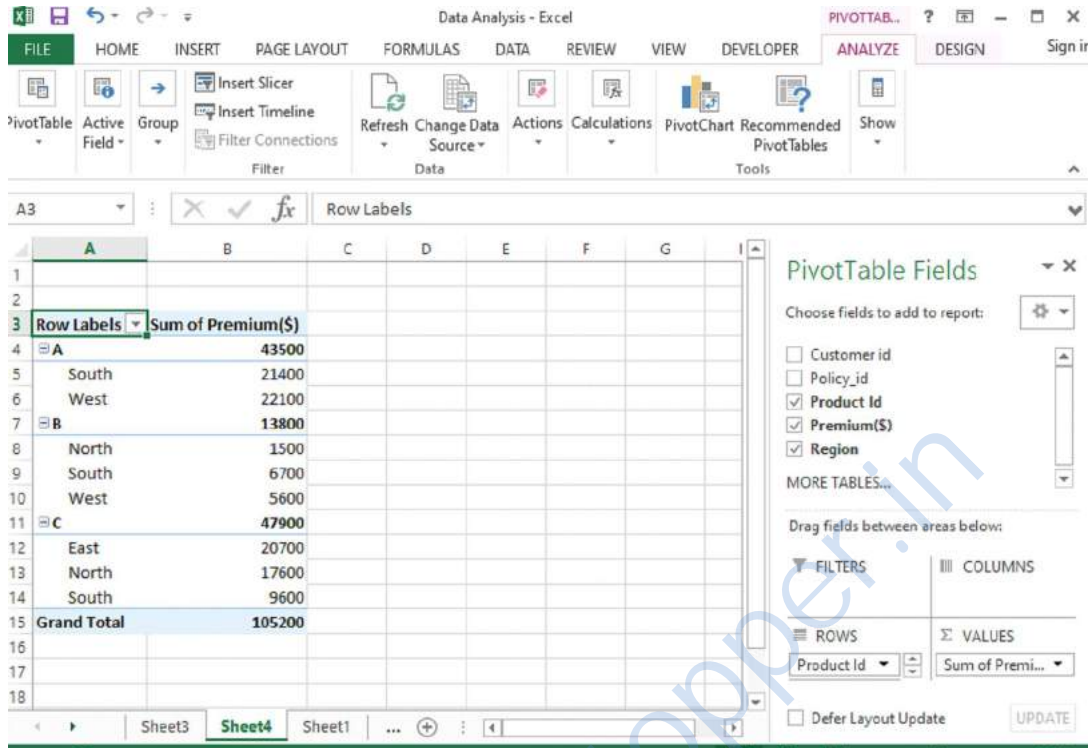 Data Analysis - Excel
PIVOTTAB... ?
FILE HOME INSERT PAGE LAYOUT FORMULAS DATA REVIEW VIEW DEVELOPER ANALYZE DESIGN Sign in
PivotTable
Active Field
Group
Insert Slicer
Insert Timeline
Filter Connections
Filter
Refresh
Change Data Source
Data
Actions
Calculations
PivotChart
Recommended PivotTables
Tools
Show
A3 fx Row Labels
A B C D E F G
1
2
3 Row Labels Sum of Premium($)
4 A 43500
5 South 21400
6 West 22100
7 B 13800
8 North 1500
9 South 6700
10 West 5600
11 C 47900
12 East 20700
13 North 17600
14 South 9600
15 Grand Total 105200
16
17
18
Sheet3 Sheet4 Sheet1 ...
PivotTable Fields
Choose fields to add to report:
Customer id
Policy_id
Product Id
Premium($)
Region
MORE TABLES...
Drag fields between areas below:
FILTERS
COLUMNS
ROWS
Σ VALUES
Product Id
Sum of Premi...
Defer Layout Update
UPDATE